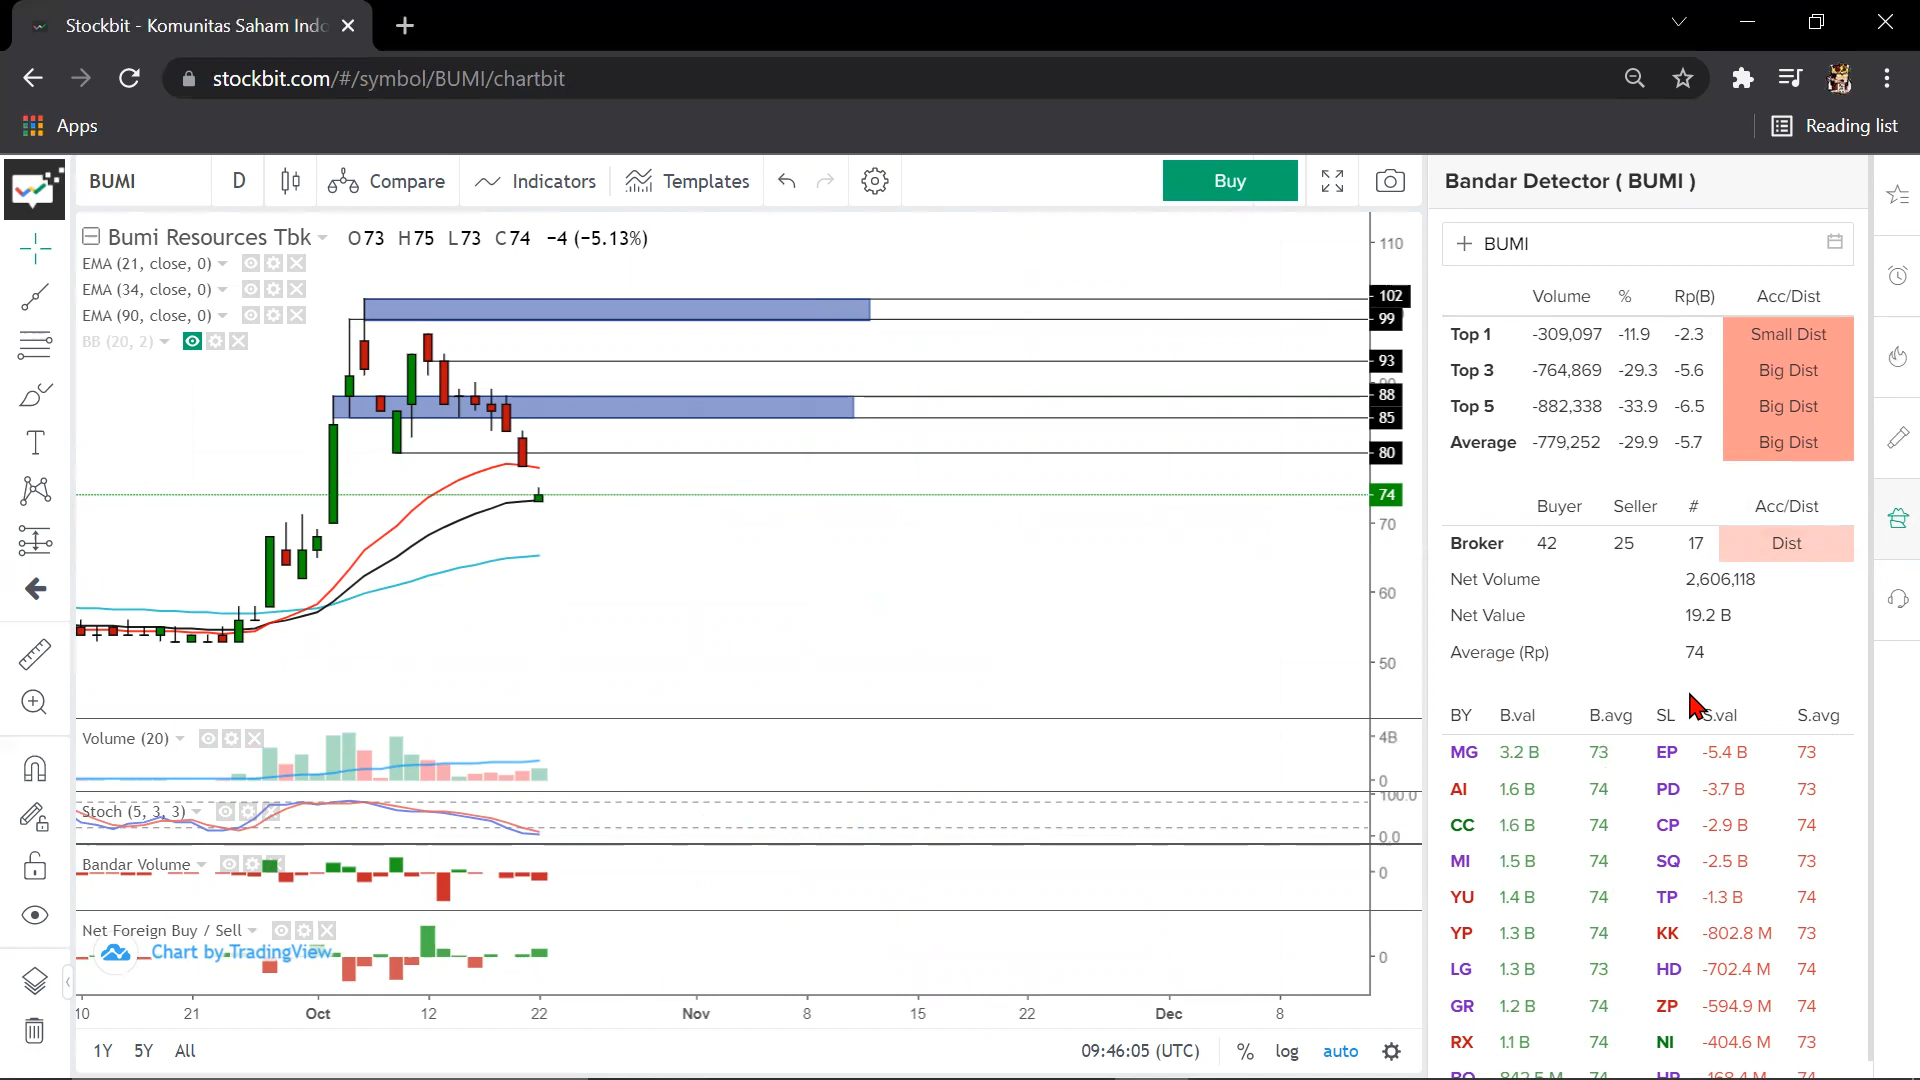 Stockbit - Komunitas Saham Indo
stockbit.com/#/symbol/BUMI/chartbit
Apps
Reading list
BUMI D Compare Indicators Templates Buy
Bumi Resources Tbk O73 H75 L73 C74 -4 (-5.13%)
EMA (21, close, 0)
EMA (34, close, 0)
EMA (90, close, 0)
BB (20, 2)
110
102
99
93
88
85
80
74
70
60
50
Volume (20)
4B
0
Stoch (5, 3, 3)
100.0
0.0
Bandar Volume
0
Net Foreign Buy / Sell
Chart by TradingView
0
10 21 Oct 12 22 Nov 8 15 22 Dec 8
1Y 5Y All 09:46:05 (UTC) % log auto
Bandar Detector ( BUMI )
BUMI
Volume % Rp(B) Acc/Dist
Top 1 -309,097 -11.9 -2.3 Small Dist
Top 3 -764,869 -29.3 -5.6 Big Dist
Top 5 -882,338 -33.9 -6.5 Big Dist
Average -779,252 -29.9 -5.7 Big Dist
Buyer Seller # Acc/Dist
Broker 42 25 17 Dist
Net Volume 2,606,118
Net Value 19.2 B
Average (Rp) 74
BY B.val B.avg SL S.val S.avg
MG 3.2 B 73 EP -5.4 B 73
AI 1.6 B 74 PD -3.7 B 73
CC 1.6 B 74 CP -2.9 B 74
MI 1.5 B 74 SQ -2.5 B 73
YU 1.4 B 74 TP -1.3 B 74
YP 1.3 B 74 KK -802.8 M 73
LG 1.3 B 73 HD -702.4 M 74
GR 1.2 B 74 ZP -594.9 M 74
RX 1.1 B 74 NI -404.6 M 73
74 74